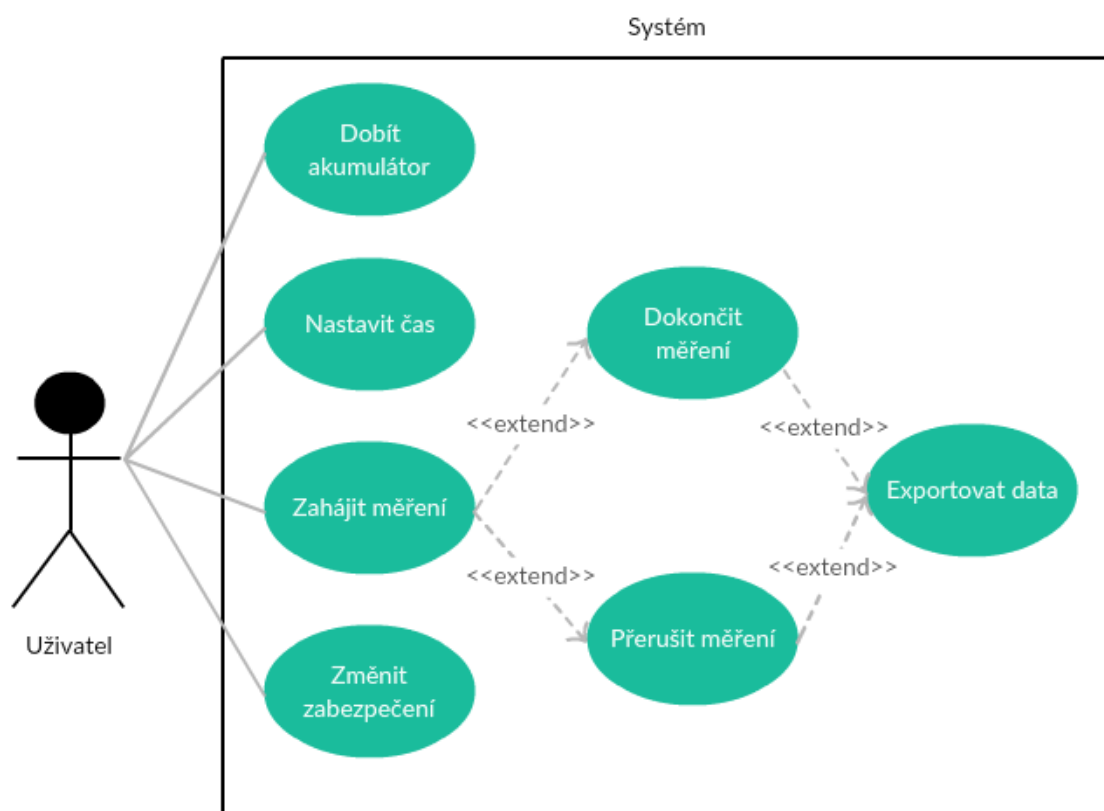 Systém
Dobít
akumulátor
Nastavit čas
Dokončit
měření
<<extend>>
<<extend>>
Zahájit měření
Exportovat data
<<extend>>
<<extend>>
Přerušit měření
Uživatel
Změnit
zabezpečení